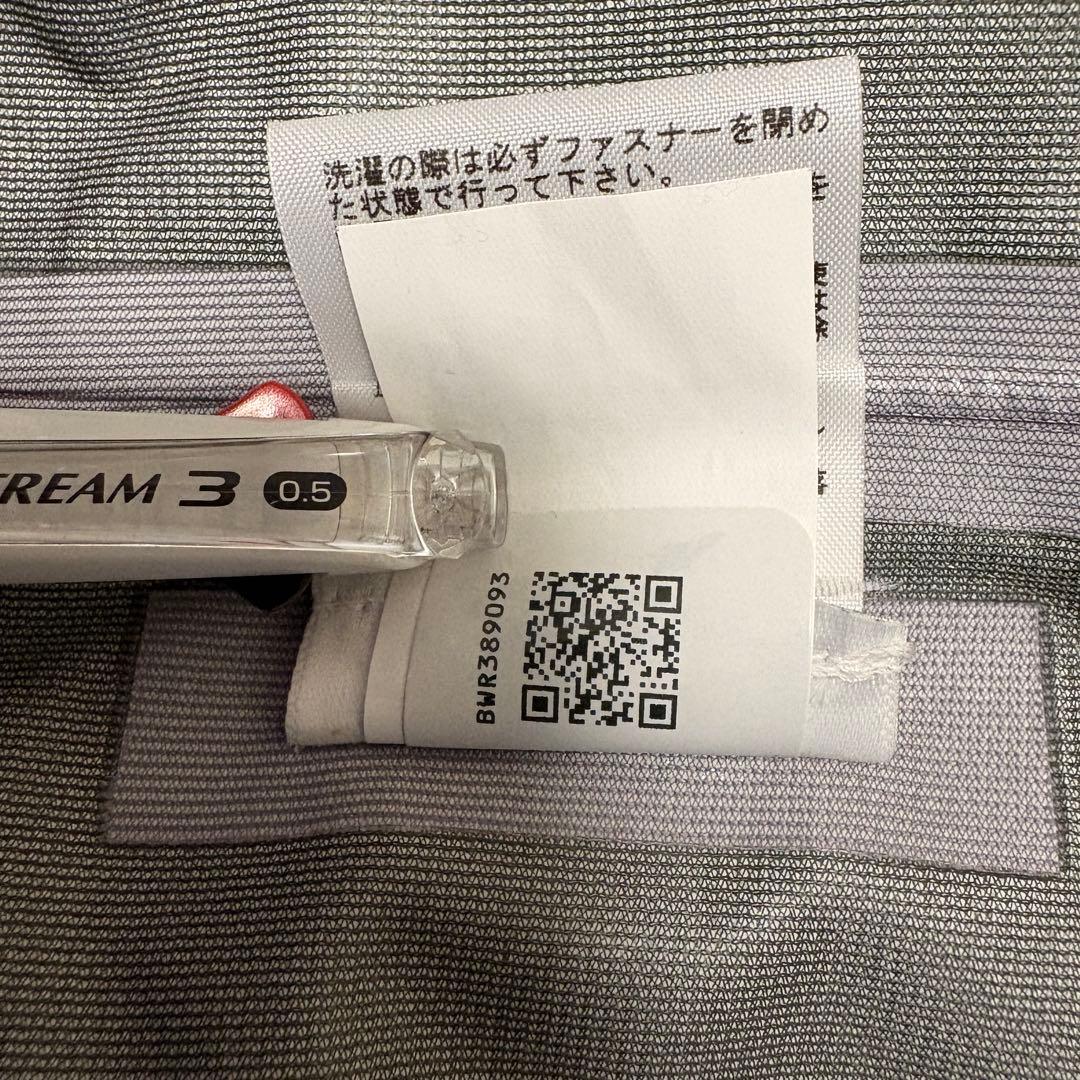 洗濯の際は必ずファスナーを閉め
た状態で行って下さい。
を
TREAM 3 0.5
BWR389093